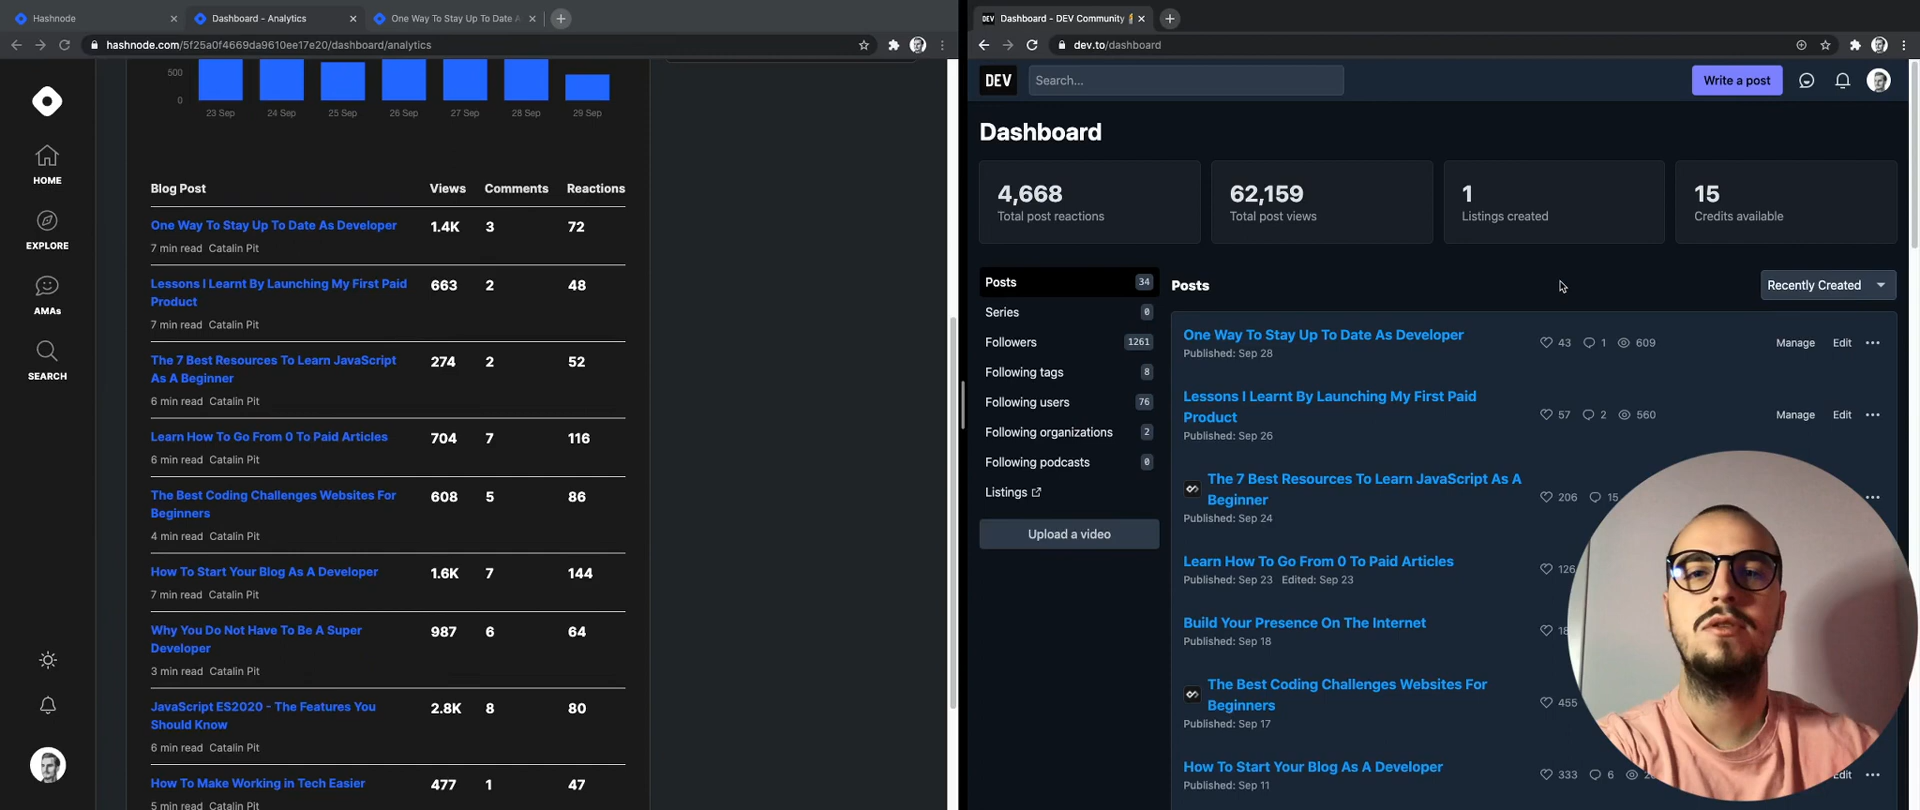 Hashnode
Dashboard - Analytics
One Way To Stay Up To Date A
hashnode.com/5f25a0f4669da9610ee17e20/dashboard/analytics
500
0
23 Sep
24 Sep
25 Sep
26 Sep
27 Sep
28 Sep
29 Sep
HOME
EXPLORE
AMAs
SEARCH
Blog Post Views Comments Reactions
One Way To Stay Up To Date As Developer 1.4K 3 72
7 min read Catalin Pit
Lessons I Learnt By Launching My First Paid
Product
663 2 48
7 min read Catalin Pit
The 7 Best Resources To Learn JavaScript
As A Beginner
274 2 52
6 min read Catalin Pit
Learn How To Go From 0 To Paid Articles 704 7 116
6 min read Catalin Pit
The Best Coding Challenges Websites For
Beginners
608 5 86
4 min read Catalin Pit
How To Start Your Blog As A Developer 1.6K 7 144
7 min read Catalin Pit
Why You Do Not Have To Be A Super
Developer
987 6 64
3 min read Catalin Pit
JavaScript ES2020 - The Features You
Should Know
2.8K 8 80
6 min read Catalin Pit
How To Make Working in Tech Easier 477 1 47
5 min read Catalin Pit
DEV Dashboard - DEV Community
dev.to/dashboard
DEV
Search...
Write a post
Dashboard
4,668
Total post reactions
62,159
Total post views
1
Listings created
15
Credits available
Posts 34
Series 0
Followers 1261
Following tags 8
Following users 76
Following organizations 2
Following podcasts 0
Listings
Upload a video
Posts
Recently Created
One Way To Stay Up To Date As Developer
Published: Sep 28
43 1 609
Manage Edit
Lessons I Learnt By Launching My First Paid
Product
Published: Sep 26
57 2 560
Manage Edit
The 7 Best Resources To Learn JavaScript As A
Beginner
Published: Sep 24
206 15
Learn How To Go From 0 To Paid Articles
Published: Sep 23 Edited: Sep 23
126
Build Your Presence On The Internet
Published: Sep 18
The Best Coding Challenges Websites For
Beginners
Published: Sep 17
455
How To Start Your Blog As A Developer
Published: Sep 11
333 6
Edit